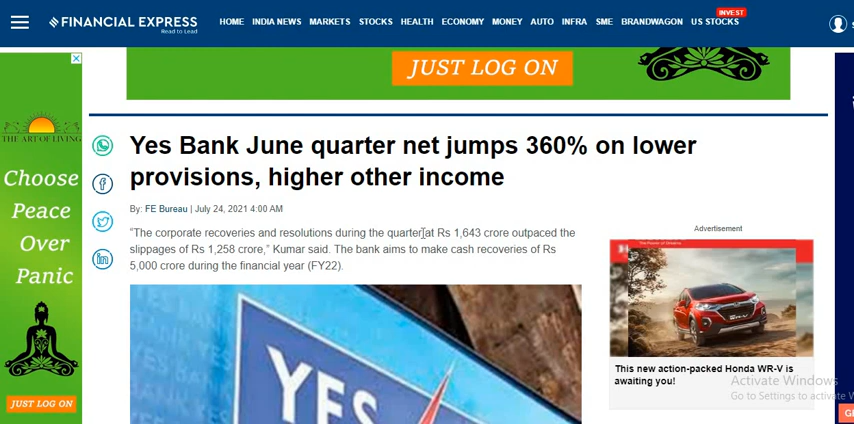 FINANCIAL EXPRESS
Read to Lead
HOME INDIA NEWS MARKETS STOCKS HEALTH ECONOMY MONEY AUTO INFRA SME BRANDWAGON US STOCKS
INVEST
JUST LOG ON
THE ART OF LIVING
Choose
Peace
Over
Panic
JUST LOG ON
Yes Bank June quarter net jumps 360% on lower
provisions, higher other income
By: FE Bureau | July 24, 2021 4:00 AM
“The corporate recoveries and resolutions during the quarter at Rs 1,643 crore outpaced the
slippages of Rs 1,258 crore,” Kumar said. The bank aims to make cash recoveries of Rs
5,000 crore during the financial year (FY22).
YES
Advertisement
This new action-packed Honda WR-V is
awaiting you!
Activate Windows
Go to Settings to activate W